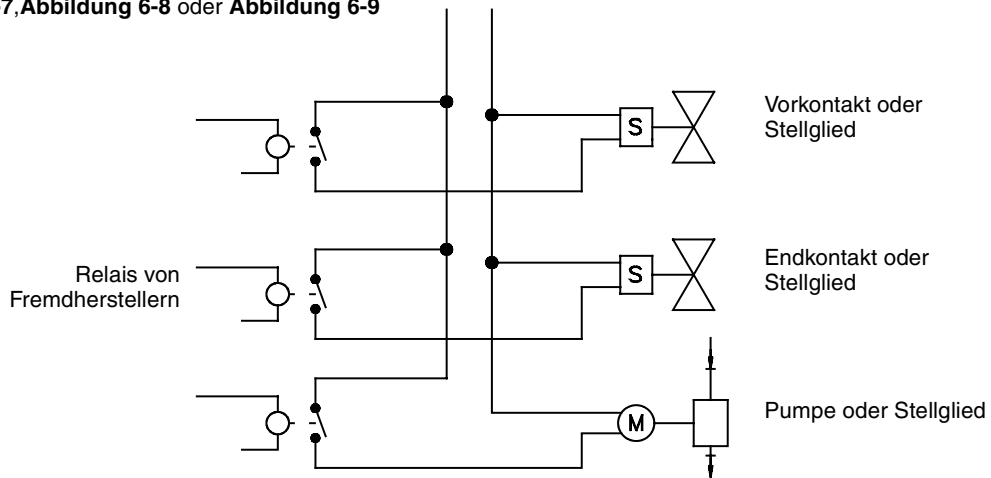 7,Abbildung 6-8 oder Abbildung 6-9
S
Vorkontakt oder
Stellglied
Relais von
Fremdherstellern
S
Endkontakt oder
Stellglied
M
Pumpe oder Stellglied